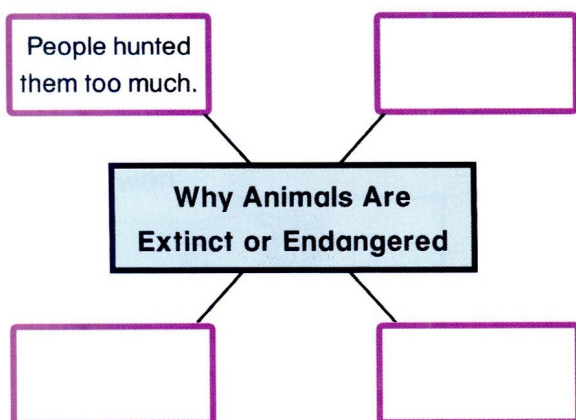 People hunted
them too much.
Why Animals Are
Extinct or Endangered